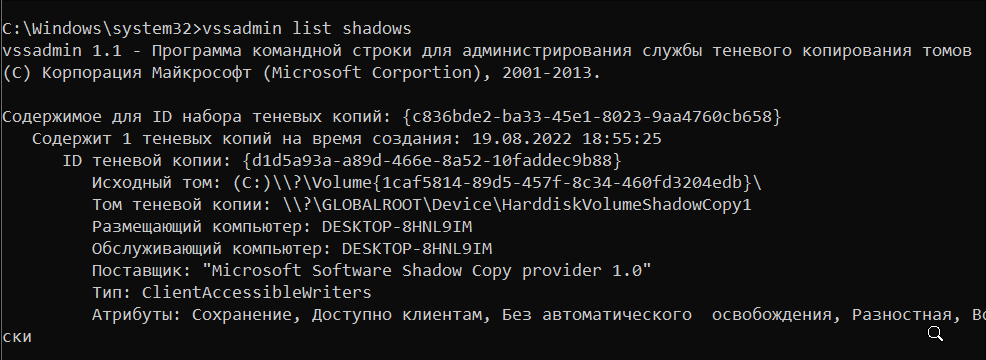 C:\Windows\system32>vssadmin list shadows
vssadmin 1.1 - Программа командной строки для администрирования службы теневого копирования томов
(C) Корпорация Майкрософт (Microsoft Corportion), 2001-2013.
Содержимое для ID набора теневых копий: {c836bde2-ba33-45e1-8023-9aa4760cb658}
Содержит 1 теневых копий на время создания: 19.08.2022 18:55:25
ID теневой копии: {d1d5a93a-a89d-466e-8a52-10faddec9b88}
Исходный том: (C:)\\?\Volume{1caf5814-89d5-457f-8c34-460fd3204edb}\
Том теневой копии: \\?\GLOBALROOT\Device\HarddiskVolumeShadowCopy1
Размещающий компьютер: DESKTOP-8HNL9IM
Обслуживающий компьютер: DESKTOP-8HNL9IM
Поставщик: "Microsoft Software Shadow Copy provider 1.0"
Тип: ClientAccessibleWriters
Атрибуты: Сохранение, Доступно клиентам, Без автоматического  освобождения, Разностная,
ски